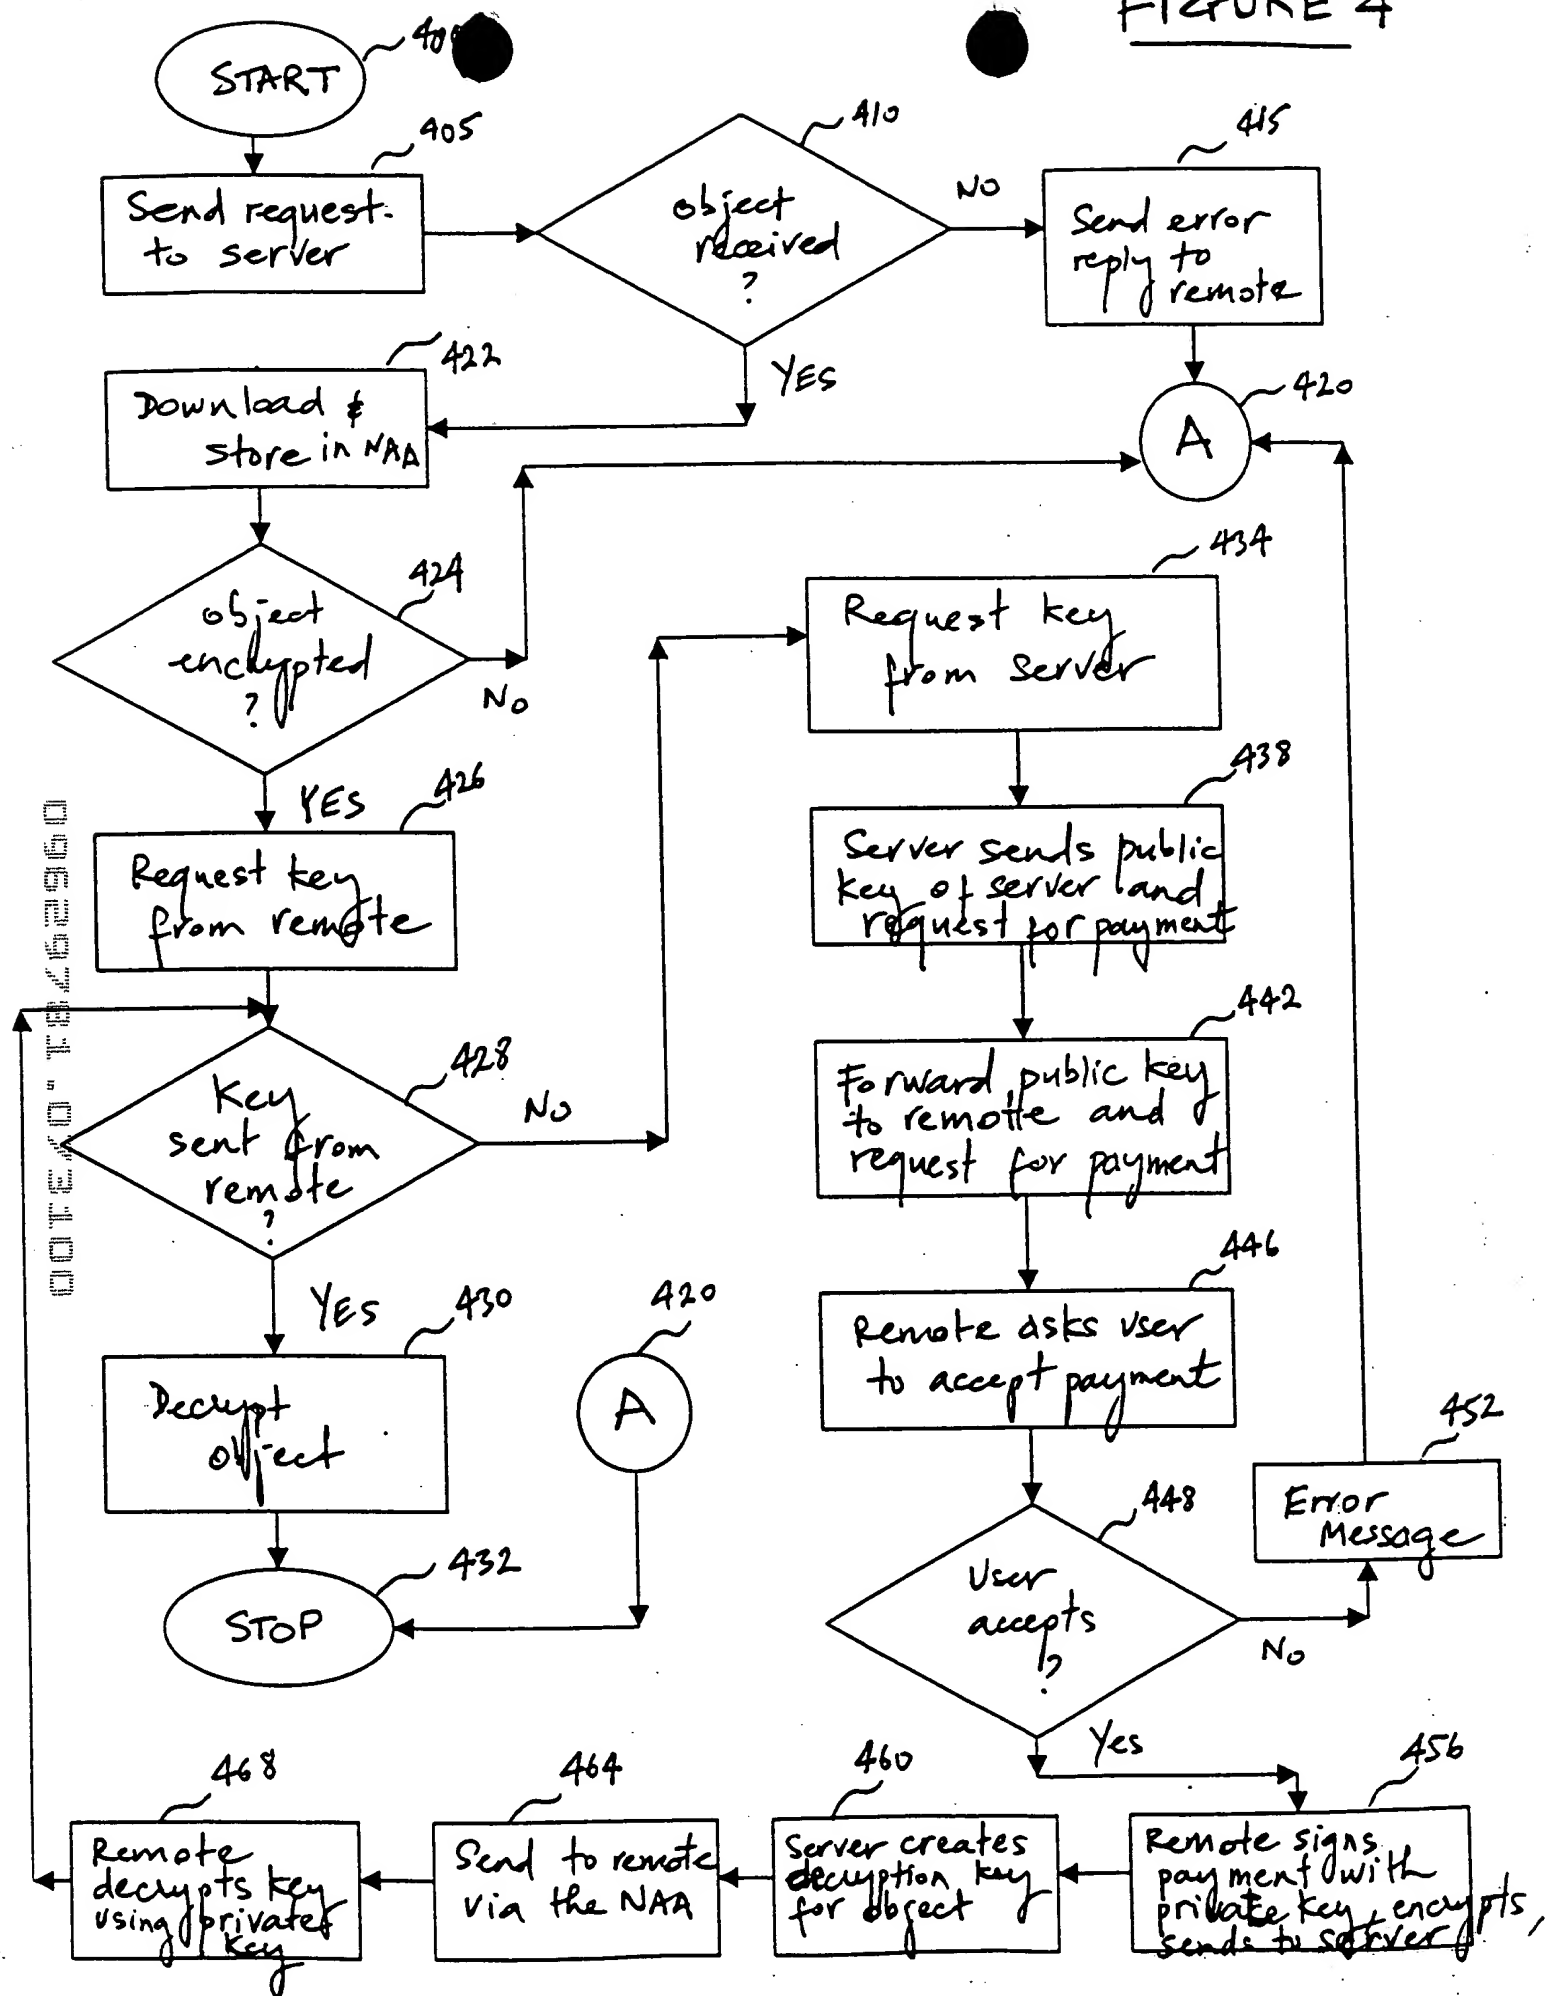 FIGURE 4
START
405
Send request
to server
410
object
received
?
NO
YES
415
Send error
reply to
remote
420
A
422
Download &
store in NAA
424
object
encrypted
?
No
YES
426
Request key
from remote
428
Key
sent from
remote
?
No
YES
430
Decrypt
object
432
STOP
420
A
434
Request key
from server
438
Server sends public
key of server and
request for payment
442
Forward public key
to remote and
request for payment
446
Remote asks user
to accept payment
448
User
accepts
?
No
Yes
452
Error
Message
456
Remote signs
payment with
private key, encrypts,
sends to server
460
Server creates
decryption key
for object
464
Send to remote
via the NAA
468
Remote
decrypts key
using private
key
09629781.073100